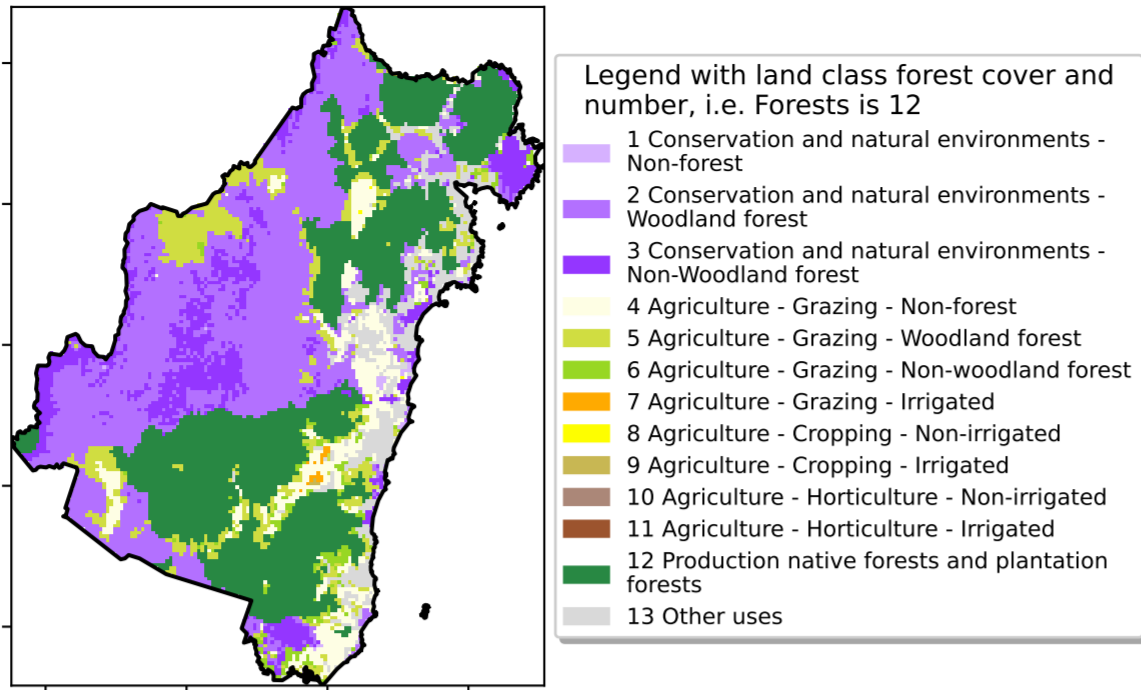 Legend with land class forest cover and
number, i.e. Forests is 12
1 Conservation and natural environments -
Non-forest
2 Conservation and natural environments -
Woodland forest
3 Conservation and natural environments -
Non-Woodland forest
4 Agriculture - Grazing - Non-forest
5 Agriculture - Grazing - Woodland forest
6 Agriculture - Grazing - Non-woodland forest
7 Agriculture - Grazing - Irrigated
8 Agriculture - Cropping - Non-irrigated
9 Agriculture - Cropping - Irrigated
10 Agriculture - Horticulture - Non-irrigated
11 Agriculture - Horticulture - Irrigated
12 Production native forests and plantation
forests
13 Other uses